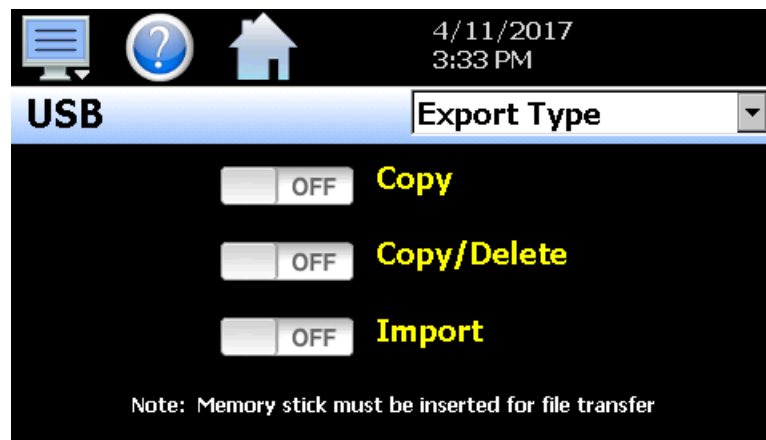 ?
4/11/2017
3:33 PM
USB
Export Type
OFF
Copy
OFF
Copy/Delete
OFF
Import
Note: Memory stick must be inserted for file transfer